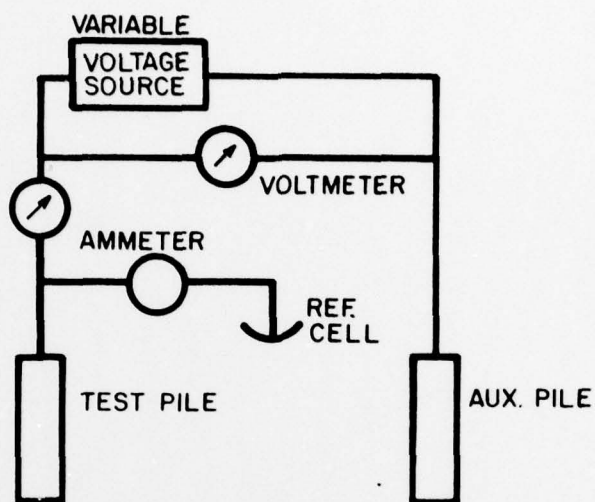 VARIABLE
VOLTAGE
SOURCE
VOLTMETER
AMMETER
REF.
CELL
TEST PILE
AUX. PILE